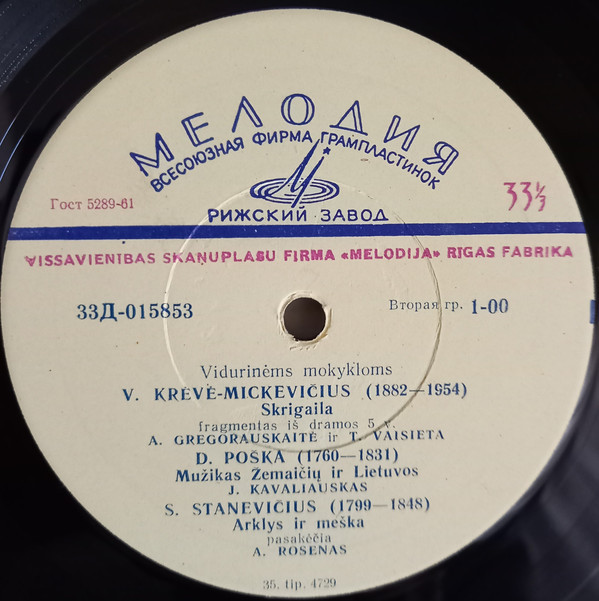 МЕЛОДИЯ
ВСЕСОЮЗНАЯ ФИРМА ГРАМПЛАСТИНОК
РИЖСКИЙ ЗАВОД
Гост 5289-61
33⅓
VISSAVIENĪBAS SKAŅUPLAŠU FIRMA «MELODIJA» RĪGAS FABRIKA
33Д-015853
Вторая гр. 1-00
Vidurinėms mokykloms
V. KRĖVĖ-MICKEVIČIUS (1882—1954)
Skrigaila
fragmentas iš dramos 5 v.
A. GREGORAUSKAITĖ ir T. VAISIETA
D. POŠKA (1760—1831)
Mužikas Žemaičių ir Lietuvos
J. KAVALIAUSKAS
S. STANEVIČIUS (1799—1848)
Arklys ir meška
pasakėčia
A. ROSENAS
35. tip. 4729